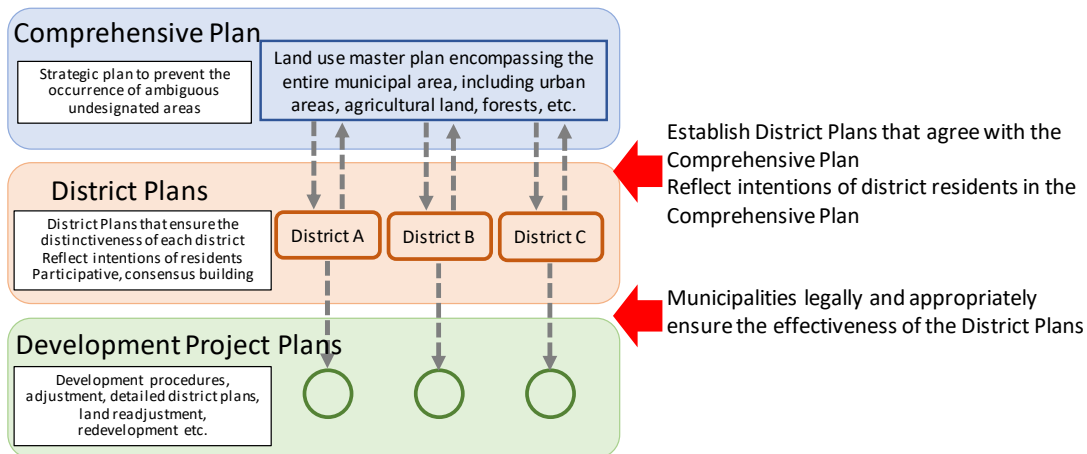 Comprehensive Plan
Strategic plan to prevent the
occurrence of ambiguous
undesignated areas
Land use master plan encompassing the
entire municipal area, including urban
areas, agricultural land, forests, etc.
Establish District Plans that agree with the
Comprehensive Plan
Reflect intentions of district residents in the
Comprehensive Plan
District Plans
District Plans that ensure the
distinctiveness of each district
Reflect intentions of residents
Participative, consensus building
District A
District B
District C
Municipalities legally and appropriately
ensure the effectiveness of the District Plans
Development Project Plans
Development procedures,
adjustment, detailed district plans,
land readjustment,
redevelopment etc.